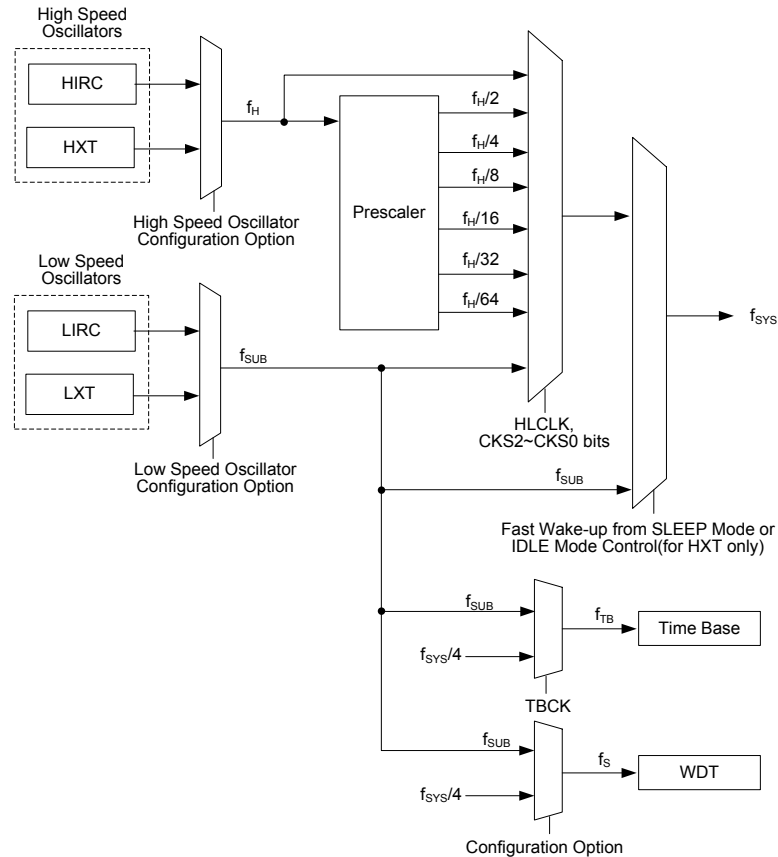 High Speed
Oscillators
HIRC
HXT
fH
High Speed Oscillator
Configuration Option
Prescaler
fH/2
fH/4
fH/8
fH/16
fH/32
fH/64
Low Speed
Oscillators
LIRC
LXT
fSUB
Low Speed Oscillator
Configuration Option
HLCLK,
CKS2~CKS0 bits
fSYS
fSUB
Fast Wake-up from SLEEP Mode or
IDLE Mode Control(for HXT only)
fSUB
fSYS/4
TBCK
fTB
Time Base
fSUB
fSYS/4
Configuration Option
fS
WDT